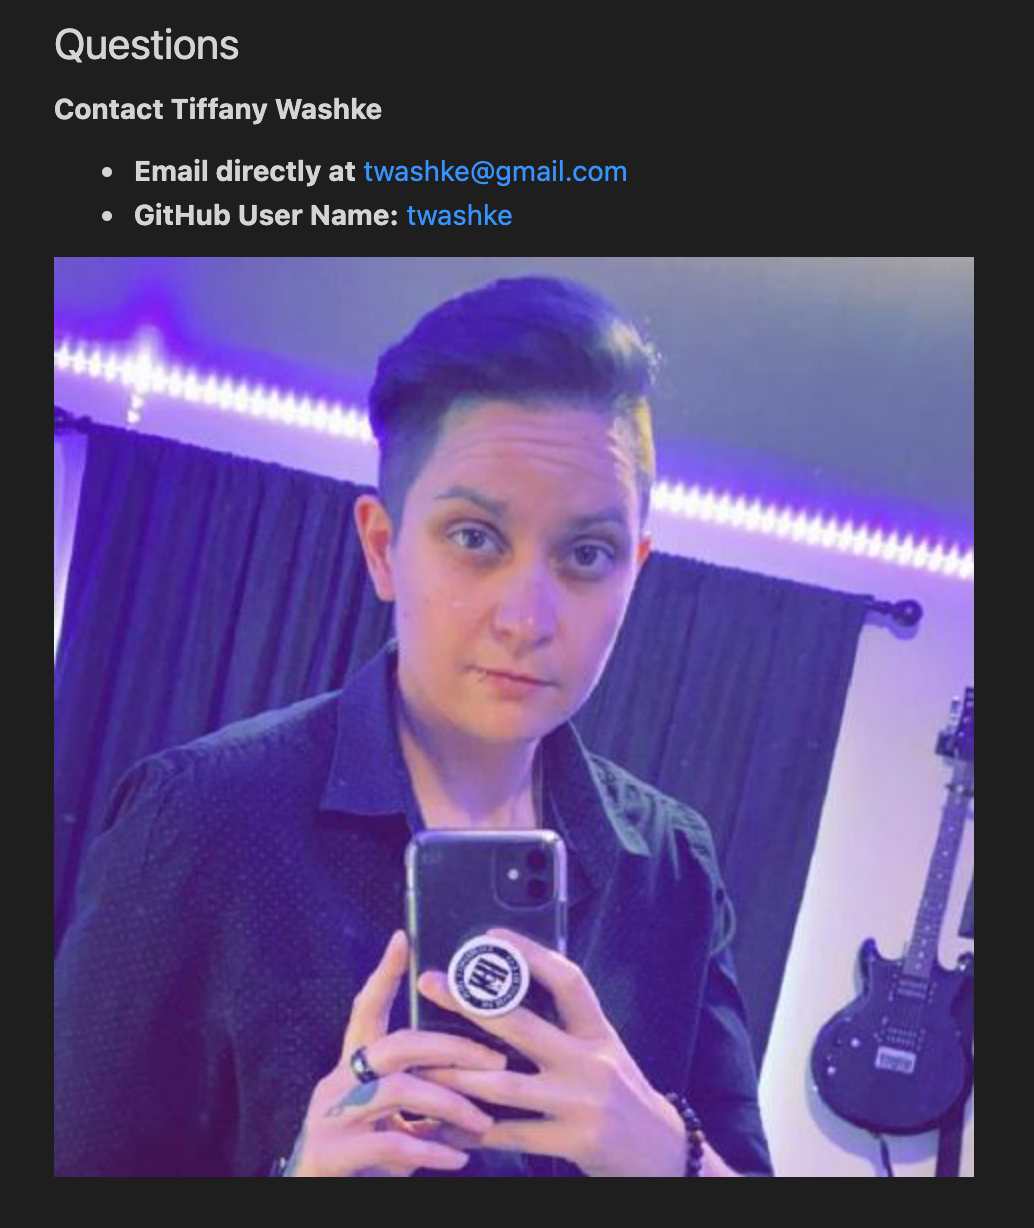 Questions
Contact Tiffany Washke
• Email directly at twashke@gmail.com
• GitHub User Name: twashke